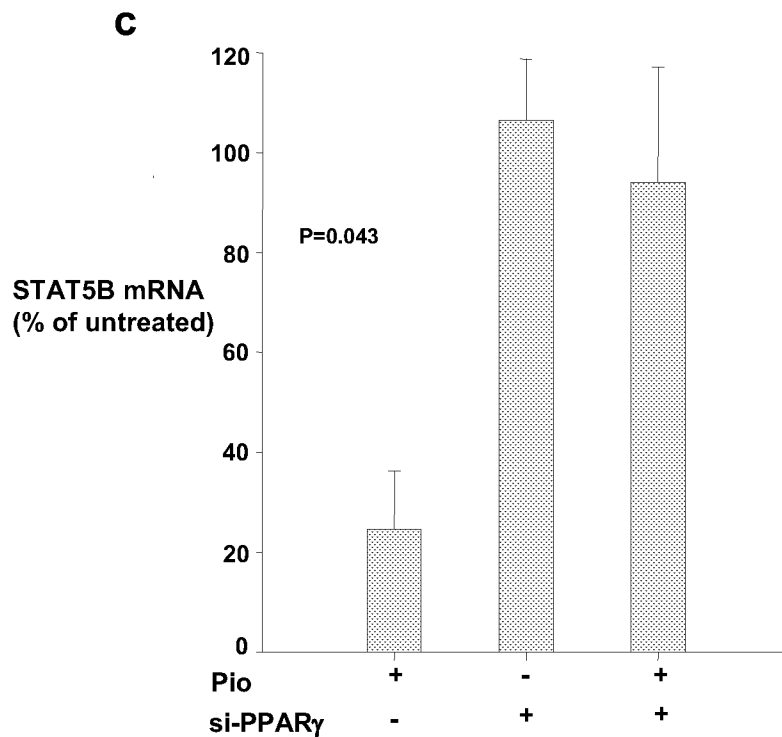 c
120
100
80
60
40
20
0
P=0.043
STAT5B mRNA
(% of untreated)
Pio + - +
si-PPARγ - + +